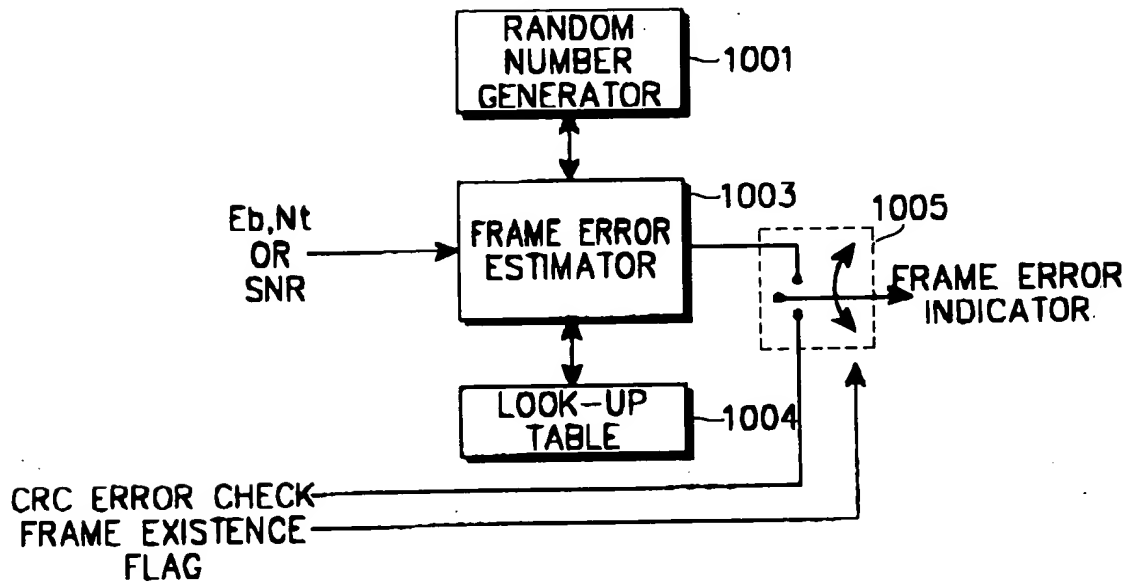 RANDOM
NUMBER
GENERATOR
1001
Eb,Nt
OR
SNR
FRAME ERROR
ESTIMATOR
1003
1005
FRAME ERROR
INDICATOR
LOOK-UP
TABLE
1004
CRC ERROR CHECK
FRAME EXISTENCE
FLAG